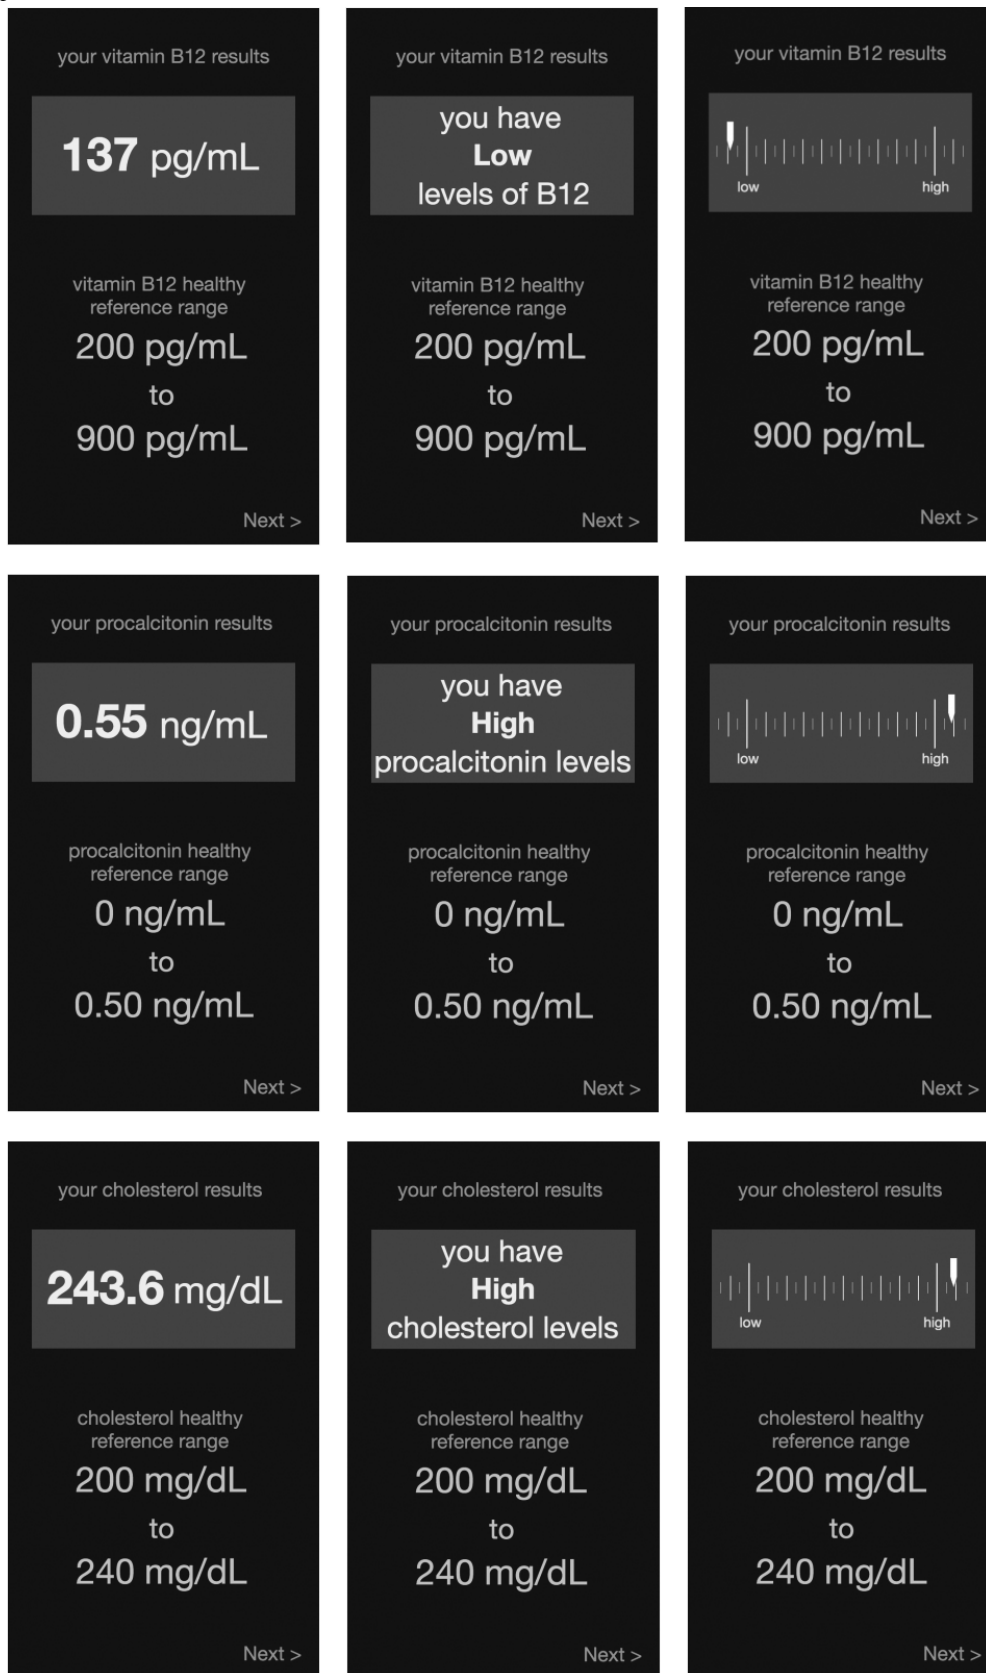 your vitamin B12 results
137 pg/mL
vitamin B12 healthy
reference range
200 pg/mL
to
900 pg/mL
Next >
your vitamin B12 results
you have
Low
levels of B12
vitamin B12 healthy
reference range
200 pg/mL
to
900 pg/mL
Next >
your vitamin B12 results
low
high
vitamin B12 healthy
reference range
200 pg/mL
to
900 pg/mL
Next >
your procalcitonin results
0.55 ng/mL
procalcitonin healthy
reference range
0 ng/mL
to
0.50 ng/mL
Next >
your procalcitonin results
you have
High
procalcitonin levels
procalcitonin healthy
reference range
0 ng/mL
to
0.50 ng/mL
Next >
your procalcitonin results
low
high
procalcitonin healthy
reference range
0 ng/mL
to
0.50 ng/mL
Next >
your cholesterol results
243.6 mg/dL
cholesterol healthy
reference range
200 mg/dL
to
240 mg/dL
Next >
your cholesterol results
you have
High
cholesterol levels
cholesterol healthy
reference range
200 mg/dL
to
240 mg/dL
Next >
your cholesterol results
low
high
cholesterol healthy
reference range
200 mg/dL
to
240 mg/dL
Next >